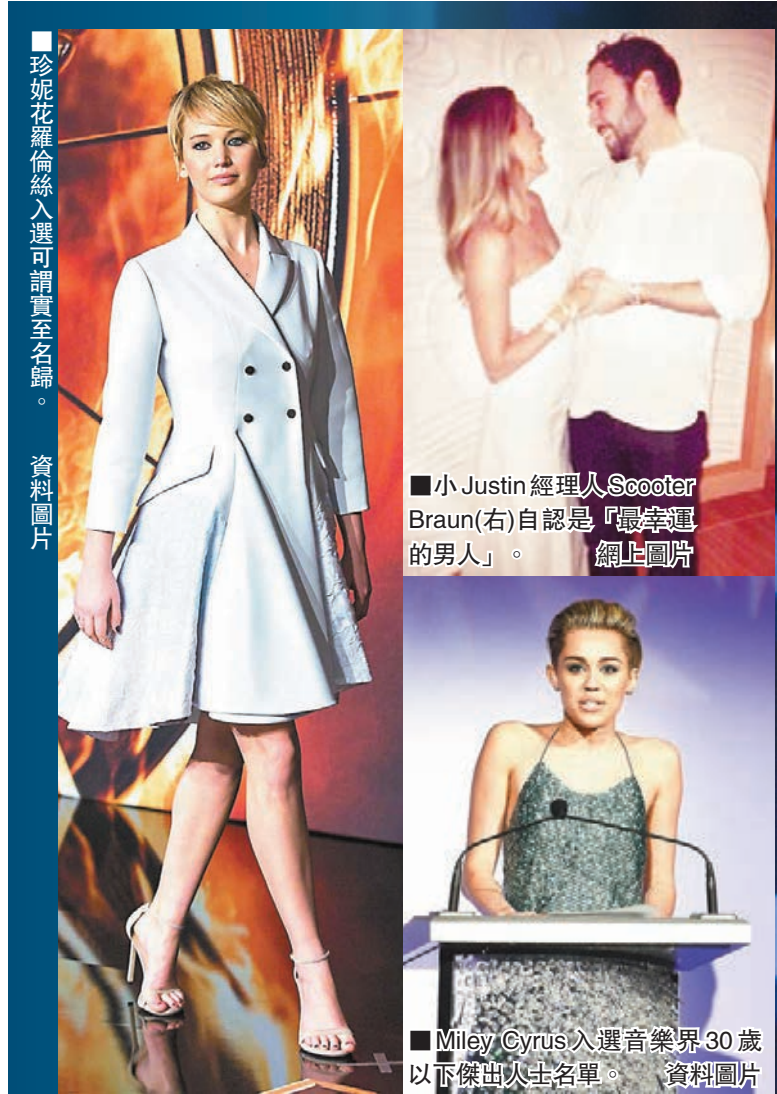 ■珍妮花羅倫絲入選可謂實至名歸。 資料圖片
■小Justin經理人Scooter
Braun(右)自認是「最幸運
的男人」。 網上圖片
■Miley Cyrus入選音樂界30歲
以下傑出人士名單。 資料圖片